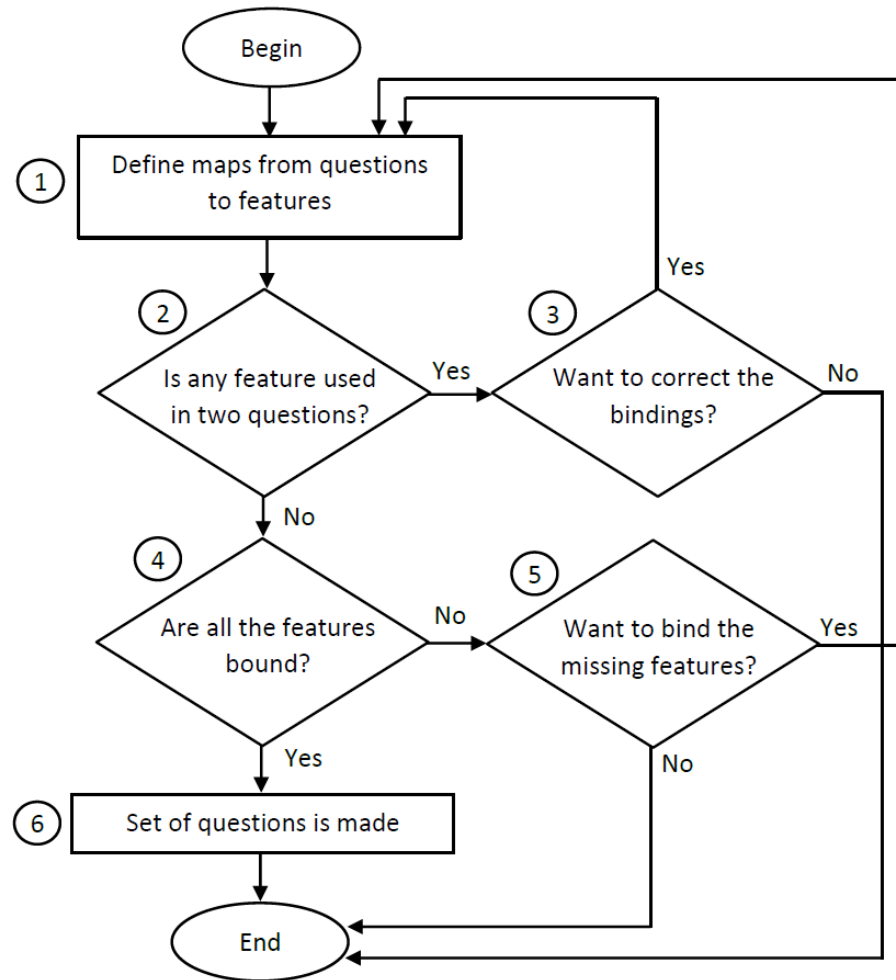 Begin
1
Define maps from questions
to features
Yes
2
3
Is any feature used
in two questions?
Yes
Want to correct the
bindings?
No
No
4
5
Are all the features
bound?
No
Want to bind the
missing features?
Yes
Yes
No
6
Set of questions is made
End